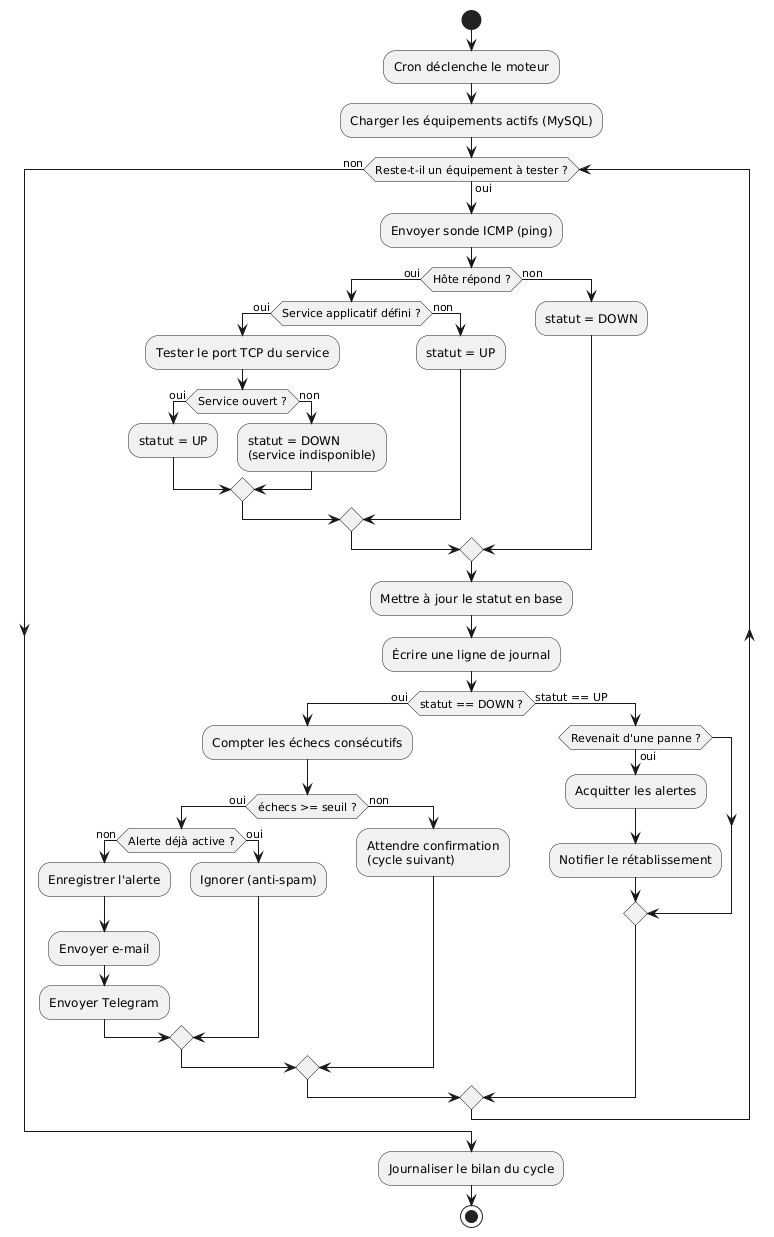 Cron déclenche le moteur
Charger les équipements actifs (MySQL)
non
Reste-t-il un équipement à tester ?
oui
Envoyer sonde ICMP (ping)
oui
Hôte répond ?
non
oui
Service applicatif défini ?
non
statut = DOWN
Tester le port TCP du service
statut = UP
oui
Service ouvert ?
non
statut = UP
statut = DOWN
(service indisponible)
Mettre à jour le statut en base
Écrire une ligne de journal
oui
statut == DOWN ?
statut == UP
Compter les échecs consécutifs
Revenait d'une panne ?
oui
Acquitter les alertes
oui
échecs >= seuil ?
non
non
Alerte déjà active ?
oui
Attendre confirmation
(cycle suivant)
Notifier le rétablissement
Enregistrer l'alerte
Ignorer (anti-spam)
Envoyer e-mail
Envoyer Telegram
Journaliser le bilan du cycle